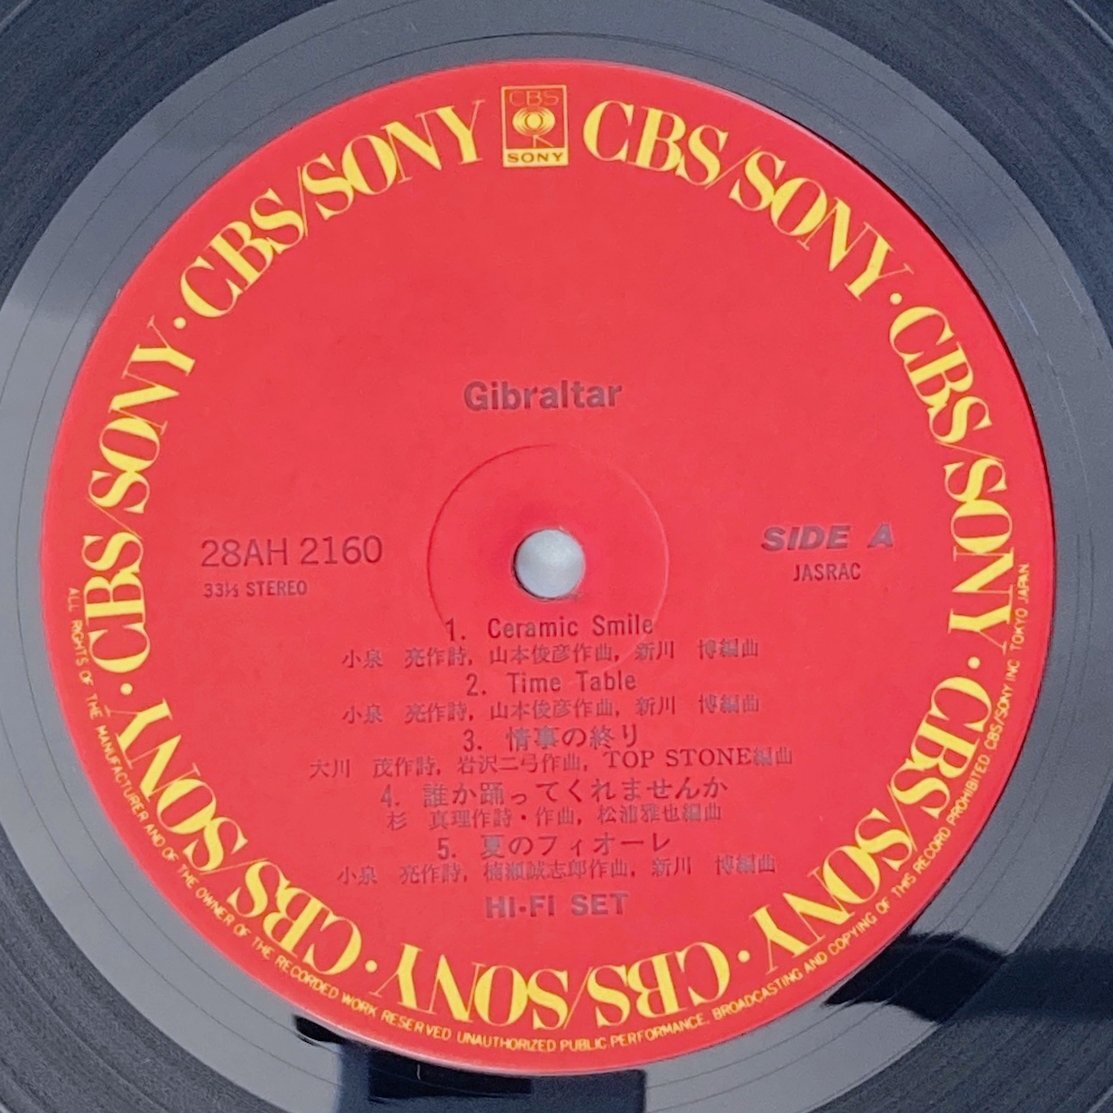 CBS
SONY
CBS/SONY · CBS/SONY · CBS/SONY · CBS/SONY · CBS/SONY · CBS/SONY · CBS/SONY · CBS/SONY
Gibraltar
28AH 2160
33⅓ STEREO
SIDE A
JASRAC
1. Ceramic Smile
小泉 亮作詩, 山本俊彦作曲, 新川 博編曲
2. Time Table
小泉 亮作詩, 山本俊彦作曲, 新川 博編曲
3. 情事の終り
大川 茂作詩, 岩沢二弓作曲, TOP STONE編曲
4. 誰か踊ってくれませんか
杉 真理作詩・作曲, 松浦雅也編曲
5. 夏のフィオーレ
小泉 亮作詩, 楠瀬誠志郎作曲, 新川 博編曲
HI-FI SET
ALL RIGHTS OF THE MANUFACTURER AND OF THE OWNER OF THE RECORDED WORK RESERVED UNAUTHORIZED PUBLIC PERFORMANCE, BROADCASTING AND COPYING OF THIS RECORD PROHIBITED CBS/SONY INC TOKYO JAPAN